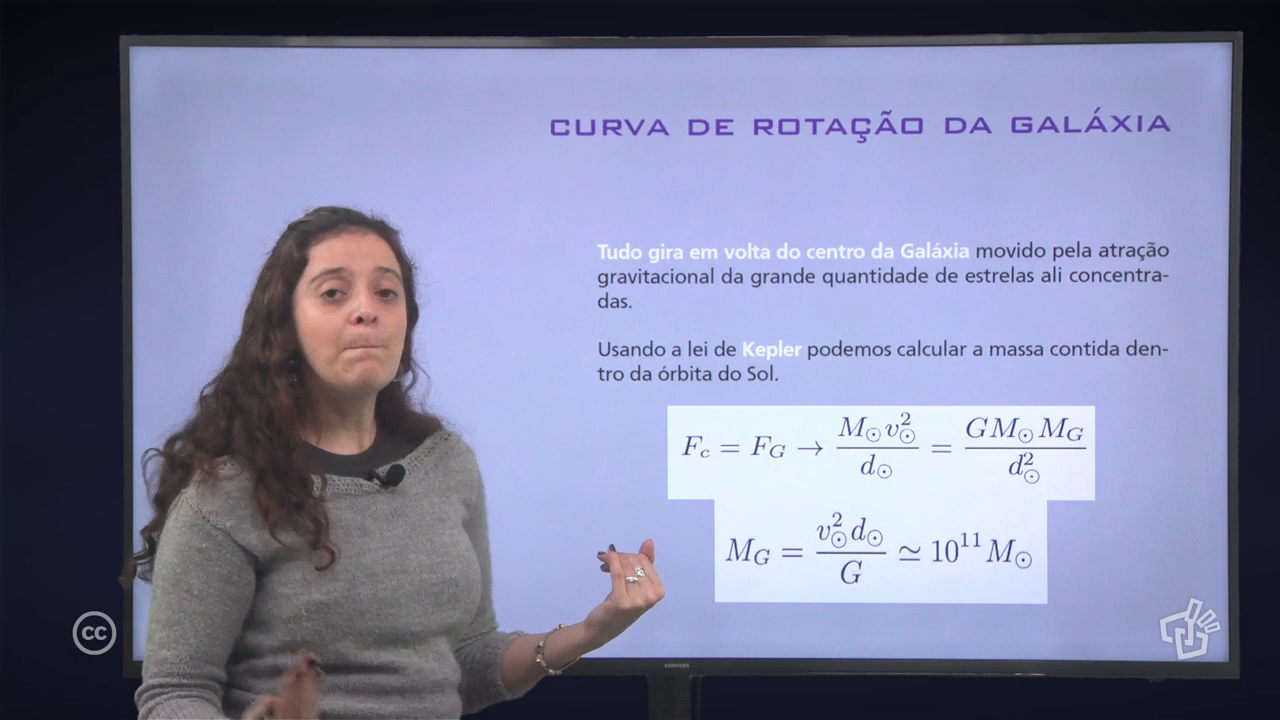 CURVA DE ROTAÇÃO DA GALÁXIA
Tudo gira em volta do centro da Galáxia movido pela atração
gravitacional da grande quantidade de estrelas ali concentra-
das.
Usando a lei de Kepler podemos calcular a massa contida den-
tro da órbita do Sol.
F_c = F_G → M_⊙ v_⊙^2 / d_⊙ = G M_⊙ M_G / d_⊙^2
M_G = v_⊙^2 d_⊙ / G ≃ 10^11 M_⊙
cc
SAMSUNG